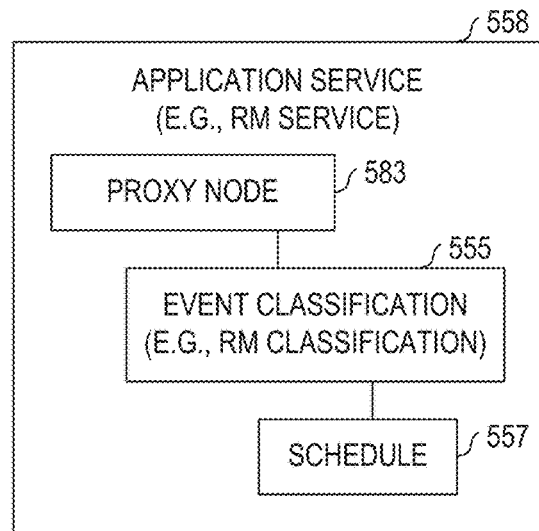 558
APPLICATION SERVICE
(E.G., RM SERVICE)
PROXY NODE
583
555
EVENT CLASSIFICATION
(E.G., RM CLASSIFICATION)
SCHEDULE
557